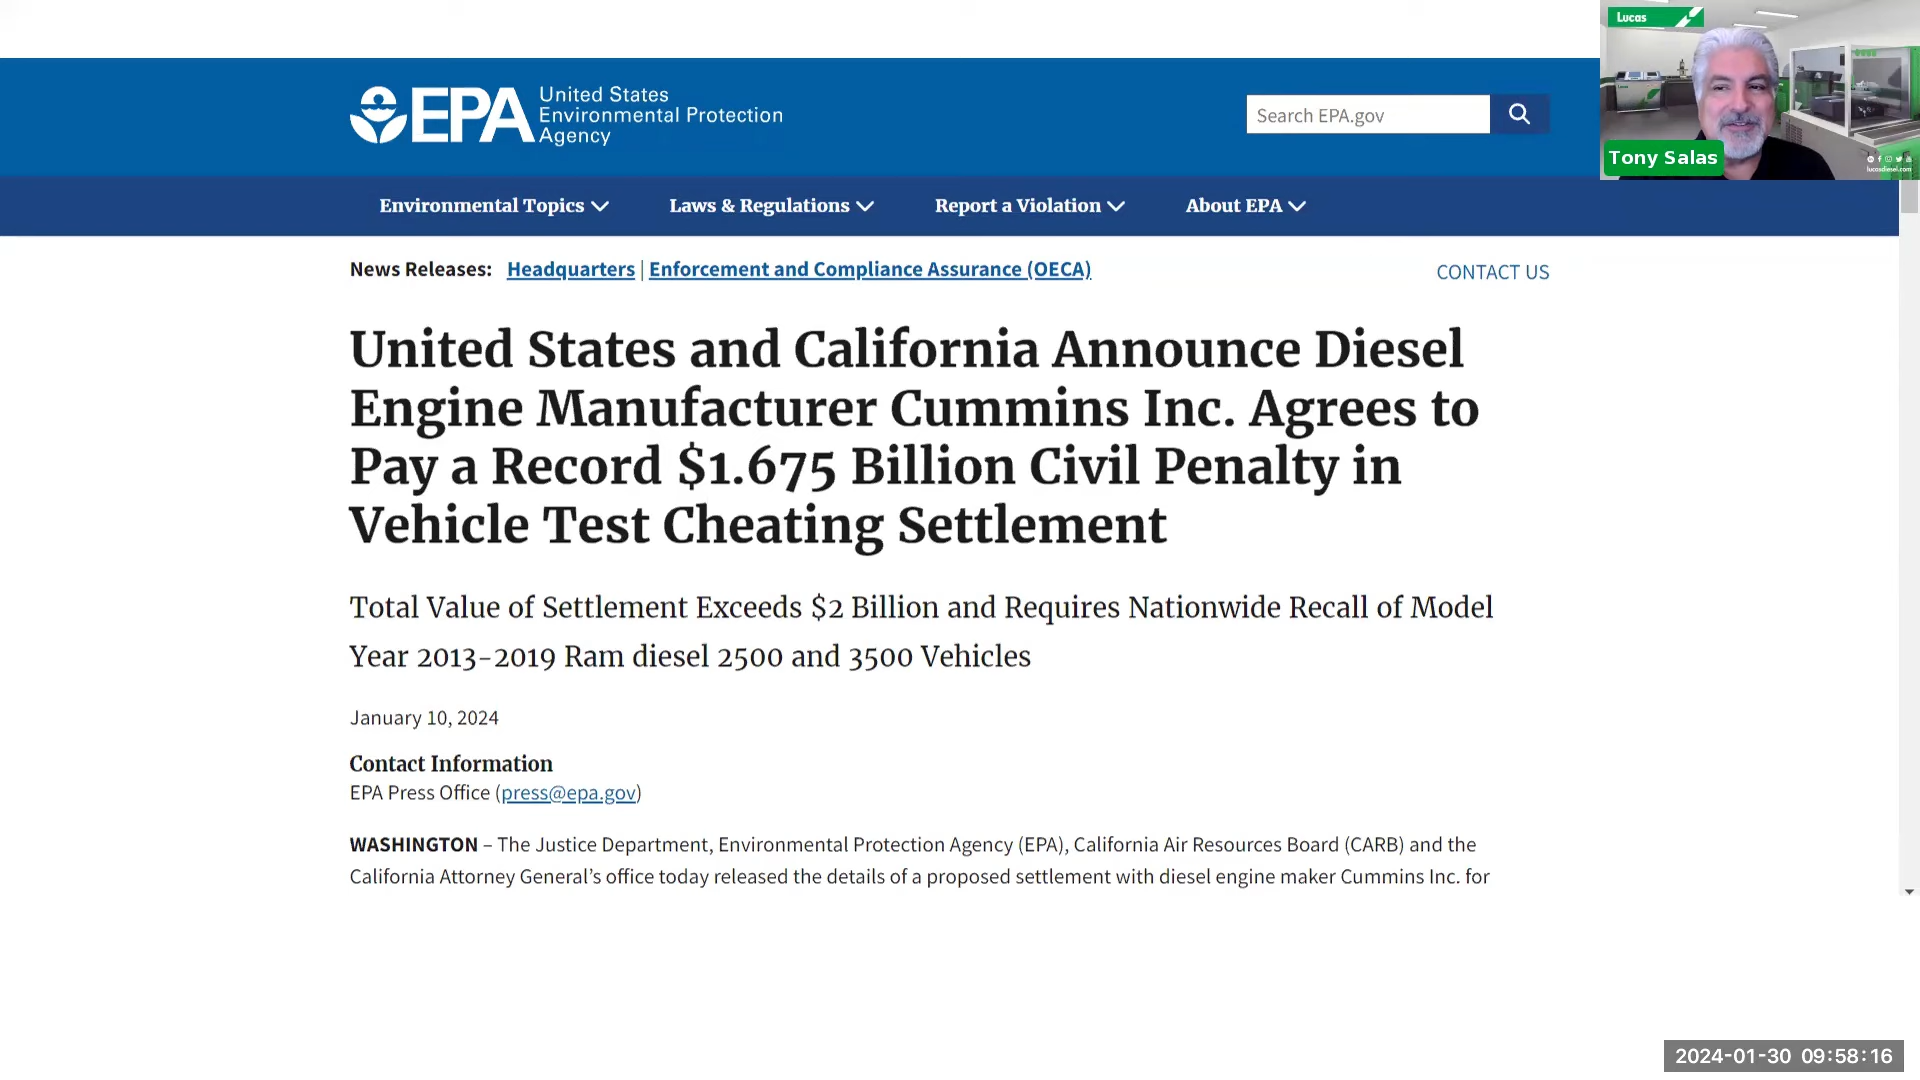 Lucas
EPA United States
Environmental Protection
Agency
Search EPA.gov
Tony Salas
lucasdiesel.com
Environmental Topics
Laws & Regulations
Report a Violation
About EPA
News Releases: Headquarters | Enforcement and Compliance Assurance (OECA)
CONTACT US
United States and California Announce Diesel
Engine Manufacturer Cummins Inc. Agrees to
Pay a Record $1.675 Billion Civil Penalty in
Vehicle Test Cheating Settlement
Total Value of Settlement Exceeds $2 Billion and Requires Nationwide Recall of Model
Year 2013-2019 Ram diesel 2500 and 3500 Vehicles
January 10, 2024
Contact Information
EPA Press Office (press@epa.gov)
WASHINGTON – The Justice Department, Environmental Protection Agency (EPA), California Air Resources Board (CARB) and the
California Attorney General’s office today released the details of a proposed settlement with diesel engine maker Cummins Inc. for
2024-01-30 09:58:16